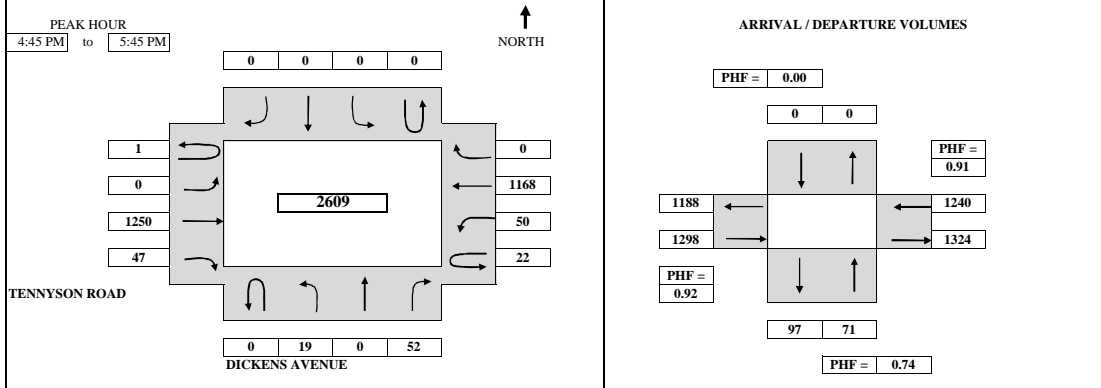 PEAK HOUR
4:45 PM to 5:45 PM
NORTH
0 0 0 0
1 0
0 1168
2609
1250 50
47 22
TENNYSON ROAD
0 19 0 52
DICKENS AVENUE
ARRIVAL / DEPARTURE VOLUMES
PHF = 0.00
0 0
PHF =
0.91
1188 1240
1298 1324
PHF =
0.92
97 71
PHF = 0.74